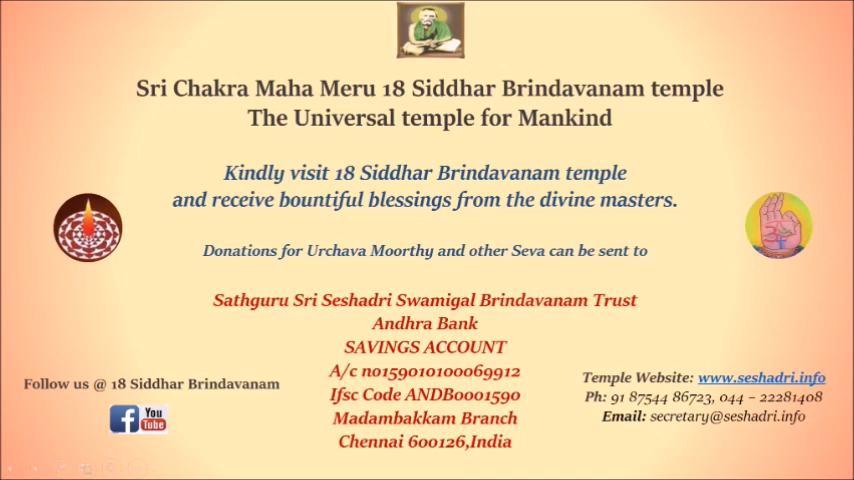 Sri Chakra Maha Meru 18 Siddhar Brindavanam temple
The Universal temple for Mankind
Kindly visit 18 Siddhar Brindavanam temple
and receive bountiful blessings from the divine masters.
Donations for Urchava Moorthy and other Seva can be sent to
Sathguru Sri Seshadri Swamigal Brindavanam Trust
Andhra Bank
SAVINGS ACCOUNT
A/c no159010100069912
Ifsc Code ANDB0001590
Madambakkam Branch
Chennai 600126,India
Follow us @ 18 Siddhar Brindavanam
f You
Tube
Temple Website: www.seshadri.info
Ph: 91 87544 86723, 044 – 22281408
Email: secretary@seshadri.info